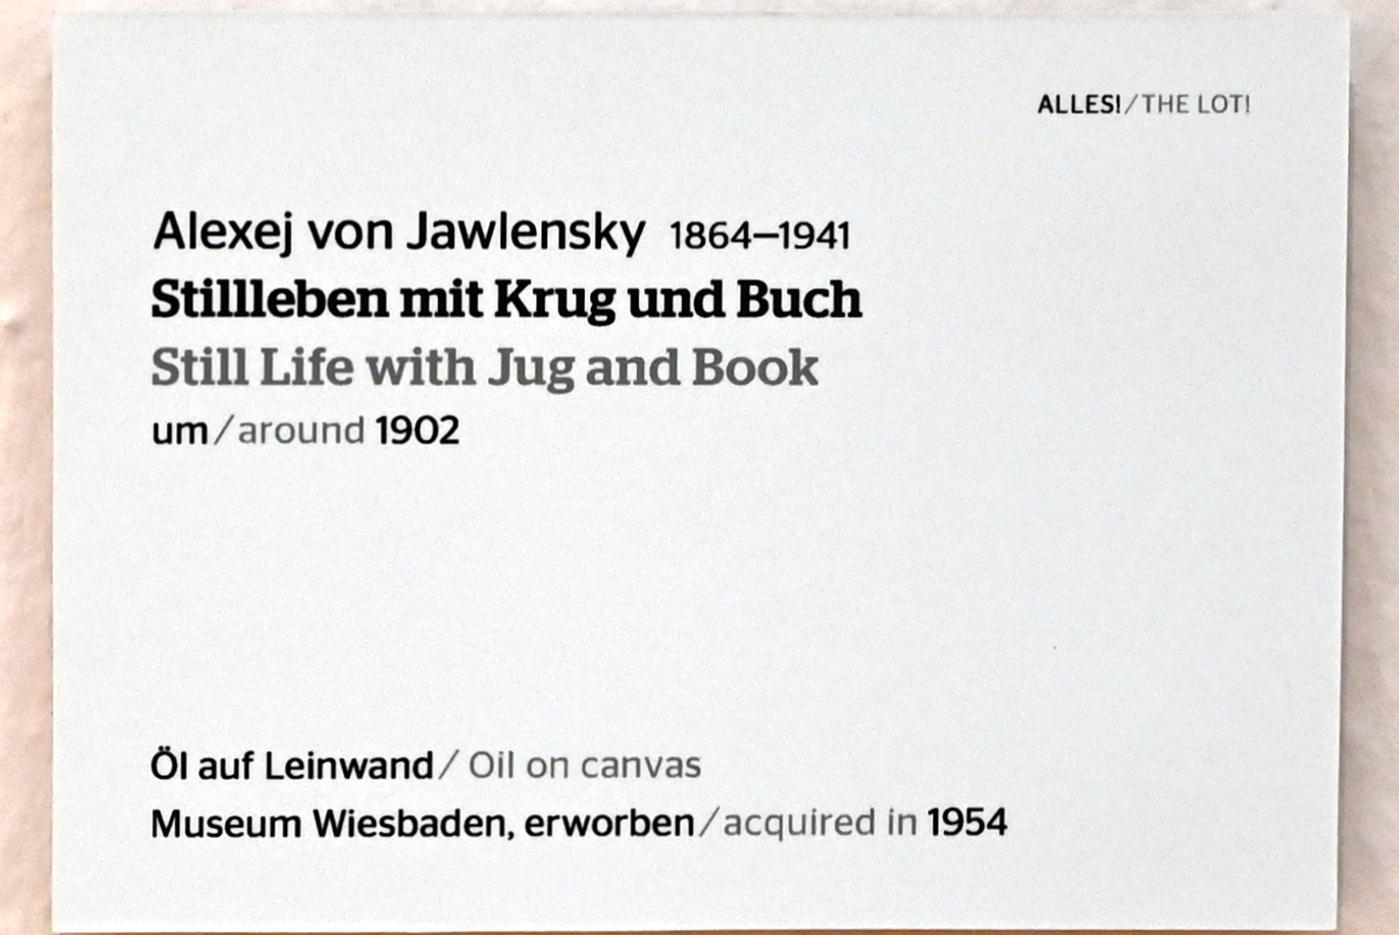 ALLES!/THE LOT!
Alexej von Jawlensky 1864–1941
Stillleben mit Krug und Buch
Still Life with Jug and Book
um/around 1902
Öl auf Leinwand/ Oil on canvas
Museum Wiesbaden, erworben/acquired in 1954